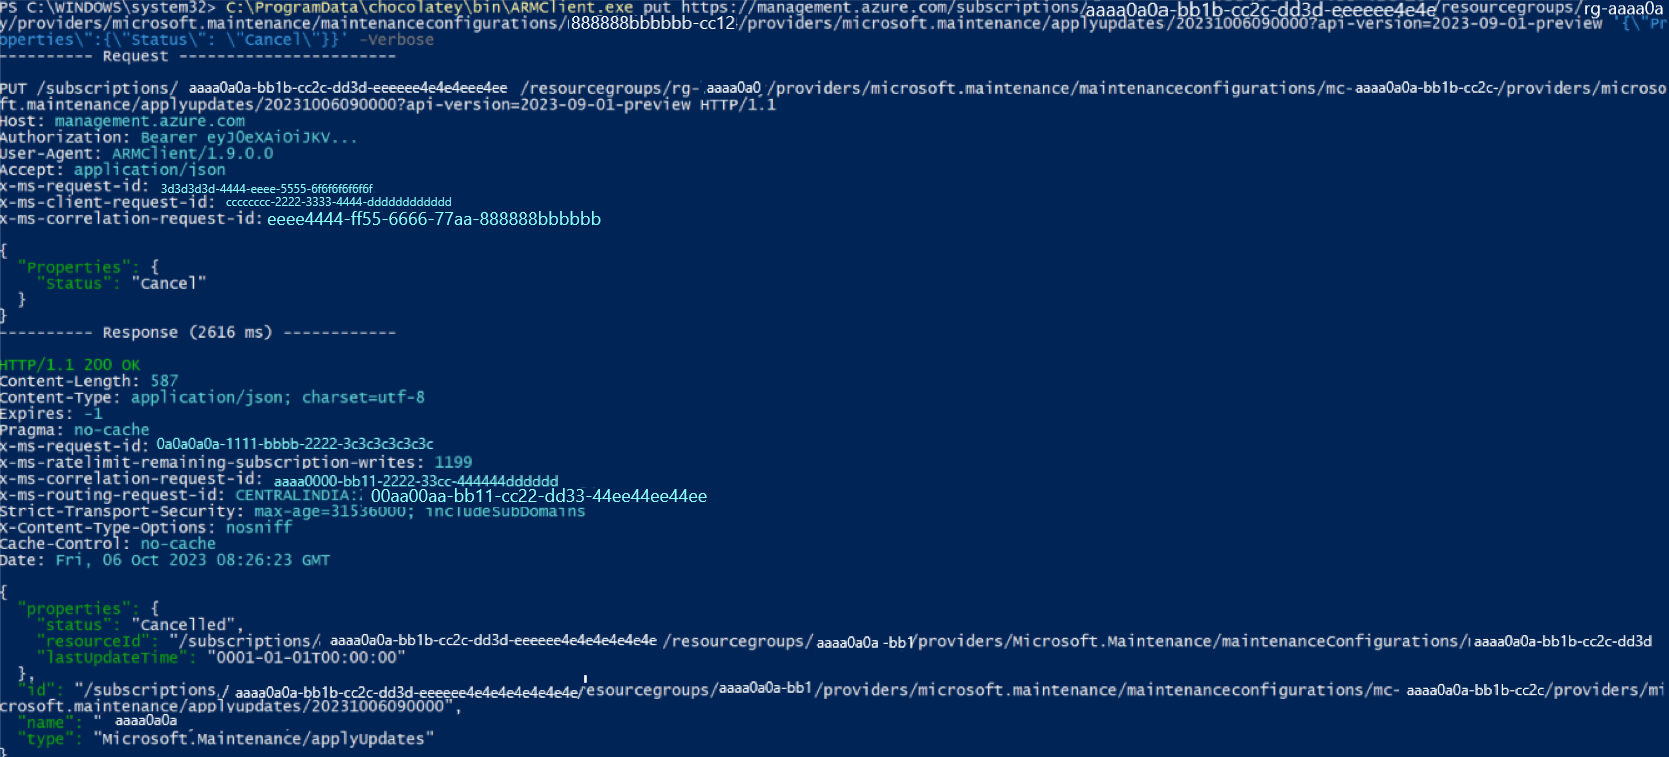 PS C:\WINDOWS\system32> C:\ProgramData\chocolatey\bin\ARMClient.exe put https://management.azure.com/subscriptions/aaaa0a0a-bb1b-cc2c-dd3d-eeeeee4e4e/resourcegroups/rg-aaaa0a
y/providers/microsoft.maintenance/maintenanceconfigurations/888888bbbbbb-cc12/providers/microsoft.maintenance/applyupdates/20231006090000?api-version=2023-09-01-preview '{\"Pr
operties\":{\"Status\": \"Cancel\"}}' -Verbose
---------- Request -----------------------
PUT /subscriptions/ aaaa0a0a-bb1b-cc2c-dd3d-eeeeee4e4e4eee4ee /resourcegroups/rg- aaaa0a0 /providers/microsoft.maintenance/maintenanceconfigurations/mc-aaaa0a0a-bb1b-cc2c-/providers/microso
ft.maintenance/applyupdates/20231006090000?api-version=2023-09-01-preview HTTP/1.1
Host: management.azure.com
Authorization: Bearer eyJ0eXAiOiJKV...
User-Agent: ARMClient/1.9.0.0
Accept: application/json
x-ms-request-id: 3d3d3d3d-4444-eeee-5555-6f6f6f6f6f6f
x-ms-client-request-id: cccccccc-2222-3333-4444-dddddddddddd
x-ms-correlation-request-id: eeee4444-ff55-6666-77aa-888888bbbbbb
{
"Properties": {
"Status": "Cancel"
}
}
---------- Response (2616 ms) ------------
HTTP/1.1 200 OK
Content-Length: 587
Content-Type: application/json; charset=utf-8
Expires: -1
Pragma: no-cache
x-ms-request-id: 0a0a0a0a-1111-bbbb-2222-3c3c3c3c3c3c
x-ms-ratelimit-remaining-subscription-writes: 1199
x-ms-correlation-request-id: aaaa0000-bb11-2222-33cc-444444dddddd
x-ms-routing-request-id: CENTRALINDIA: 00aa00aa-bb11-cc22-dd33-44ee44ee44ee
Strict-Transport-Security: max-age=31536000; includeSubDomains
X-Content-Type-Options: nosniff
Cache-Control: no-cache
Date: Fri, 06 Oct 2023 08:26:23 GMT
{
"properties": {
"status": "Cancelled",
"resourceId": "/subscriptions/ aaaa0a0a-bb1b-cc2c-dd3d-eeeeee4e4e4e4e4e4e /resourcegroups/ aaaa0a0a -bb1/providers/Microsoft.Maintenance/maintenanceConfigurations/aaaa0a0a-bb1b-cc2c-dd3d
"lastUpdateTime": "0001-01-01T00:00:00"
},
"id": "/subscriptions / aaaa0a0a-bb1b-cc2c-dd3d-eeeeee4e4e4e4e4e4e4e/resourcegroups/aaaa0a0a-bb1/providers/microsoft.maintenance/maintenanceconfigurations/mc- aaaa0a0a-bb1b-cc2c/providers/mi
crosoft.maintenance/applyupdates/20231006090000",
"name": " aaaa0a0a
"type": "Microsoft.Maintenance/applyUpdates"
}